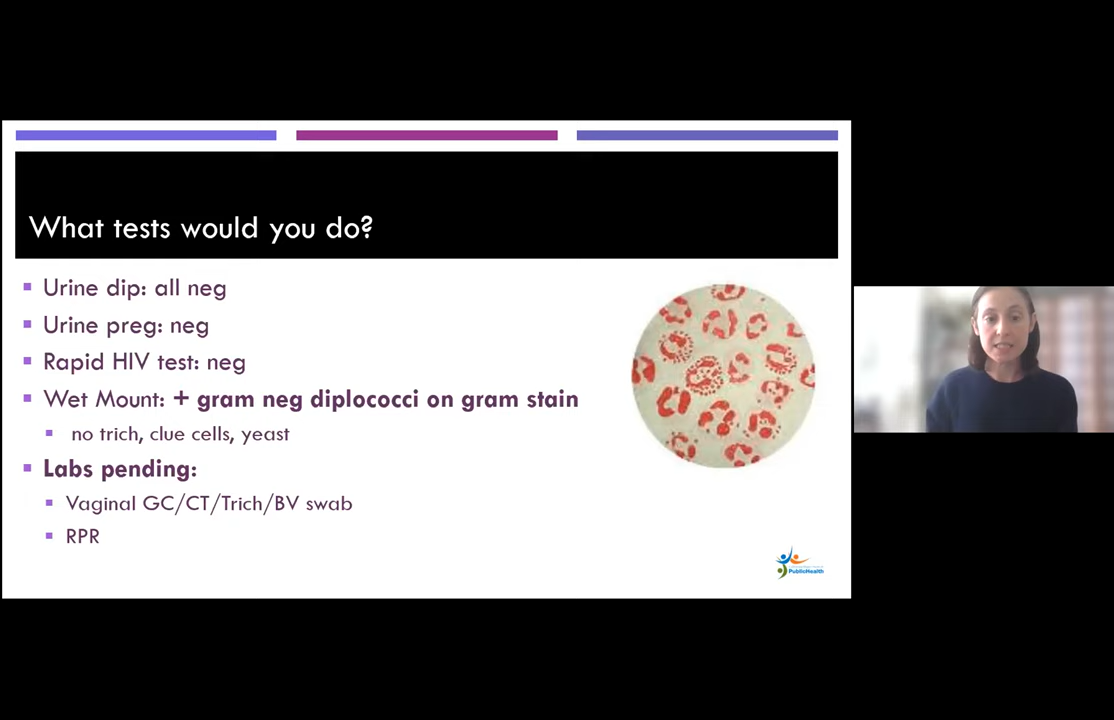 What tests would you do?
Urine dip: all neg
Urine preg: neg
Rapid HIV test: neg
Wet Mount: + gram neg diplococci on gram stain
no trich, clue cells, yeast
Labs pending:
Vaginal GC/CT/Trich/BV swab
RPR
PublicHealth